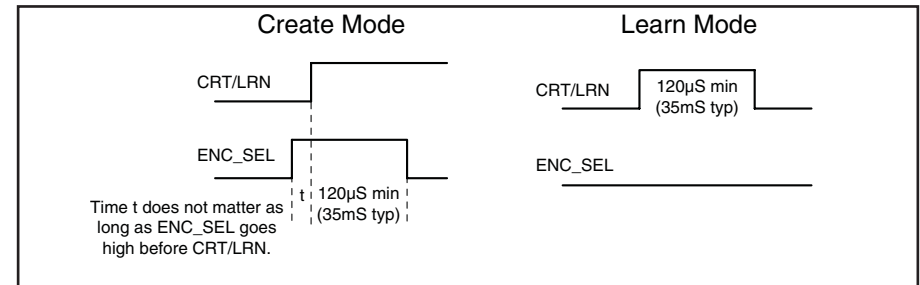 Create Mode
CRT/LRN
ENC_SEL
t
120µS min
(35mS typ)
Time t does not matter as
long as ENC_SEL goes
high before CRT/LRN.
Learn Mode
CRT/LRN
120µS min
(35mS typ)
ENC_SEL